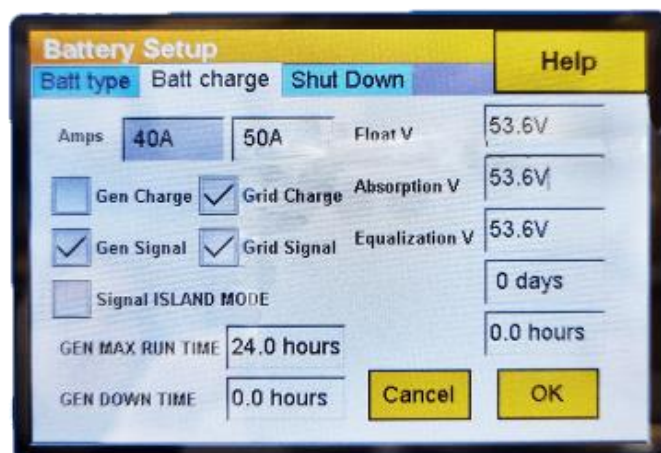 Battery Setup
Help
Batt type Batt charge Shut Down
Amps 40A 50A Float V 53.6V
Gen Charge Grid Charge Absorption V 53.6V
Gen Signal Grid Signal Equalization V 53.6V
Signal ISLAND MODE 0 days
GEN MAX RUN TIME 24.0 hours 0.0 hours
GEN DOWN TIME 0.0 hours Cancel OK